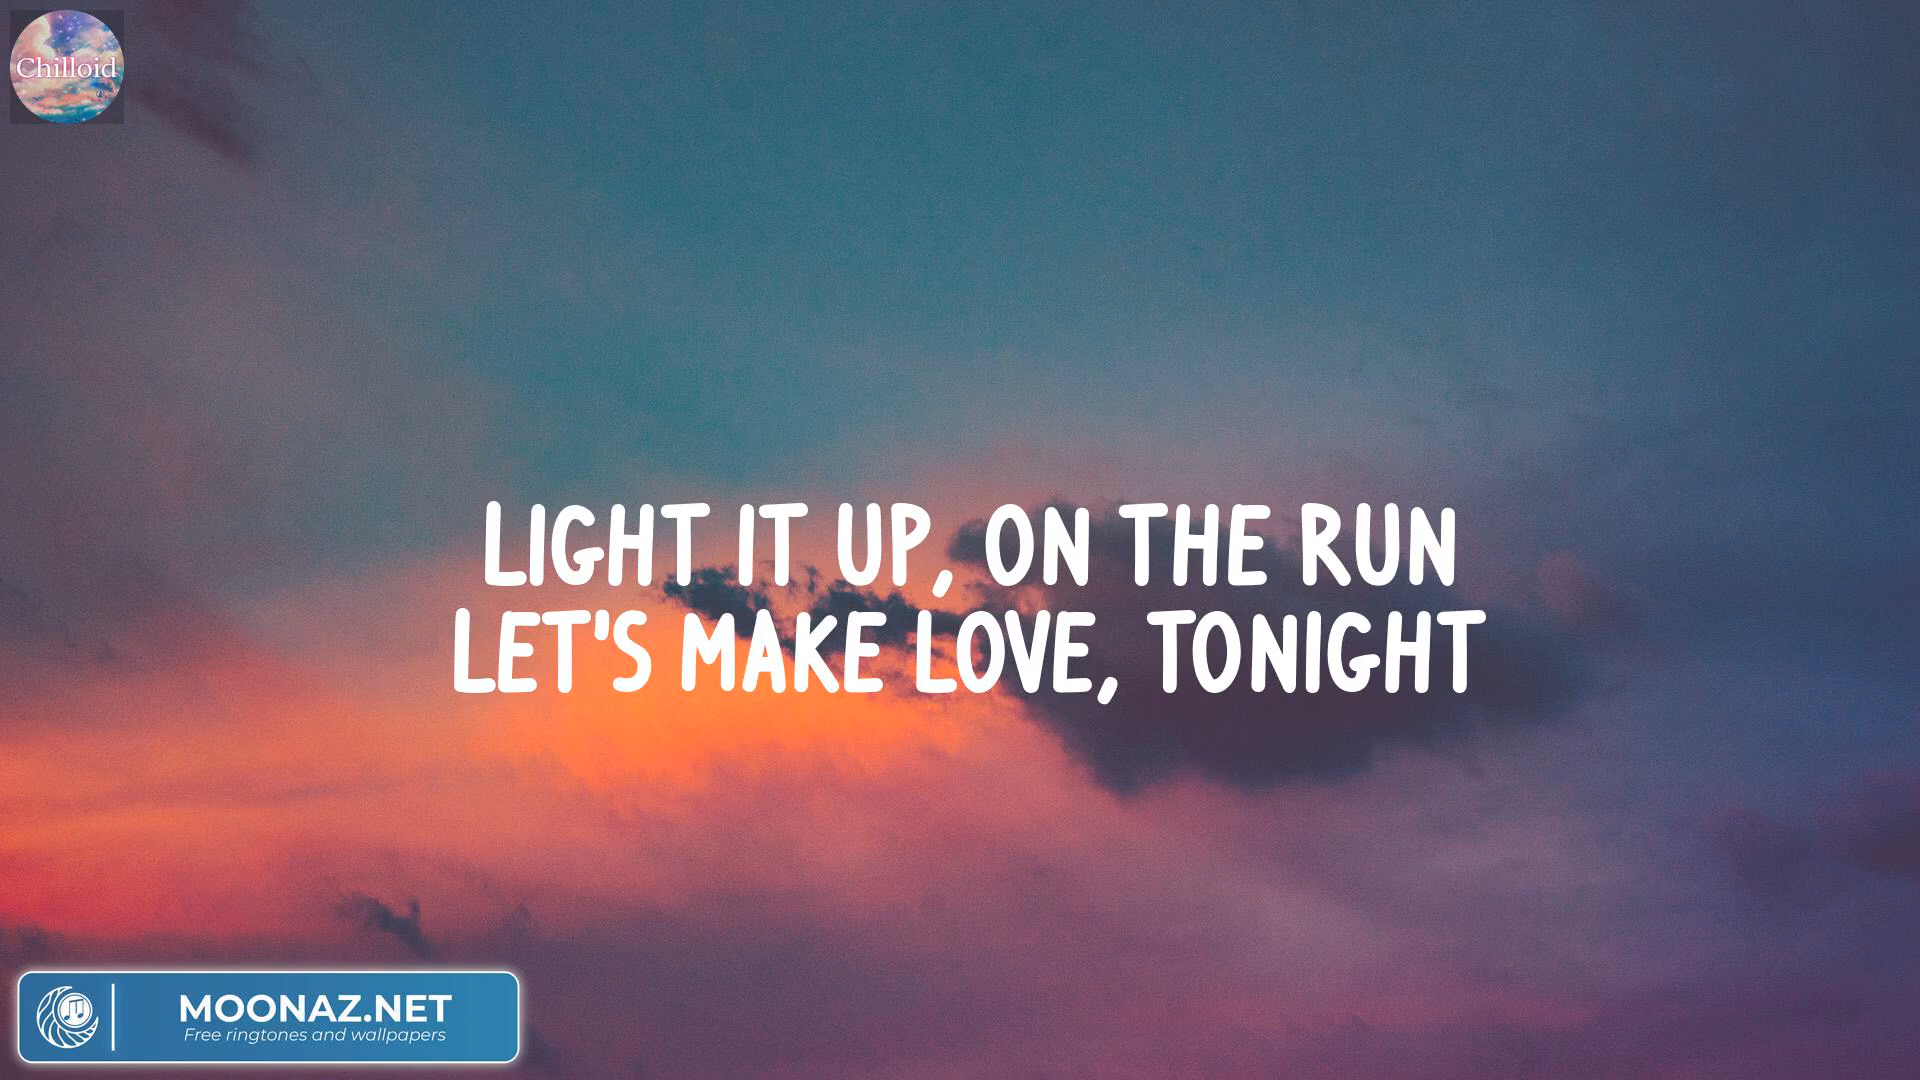 Chilloid
LIGHT IT UP, ON THE RUN
LET'S MAKE LOVE, TONIGHT
MOONAZ.NET
Free ringtones and wallpapers